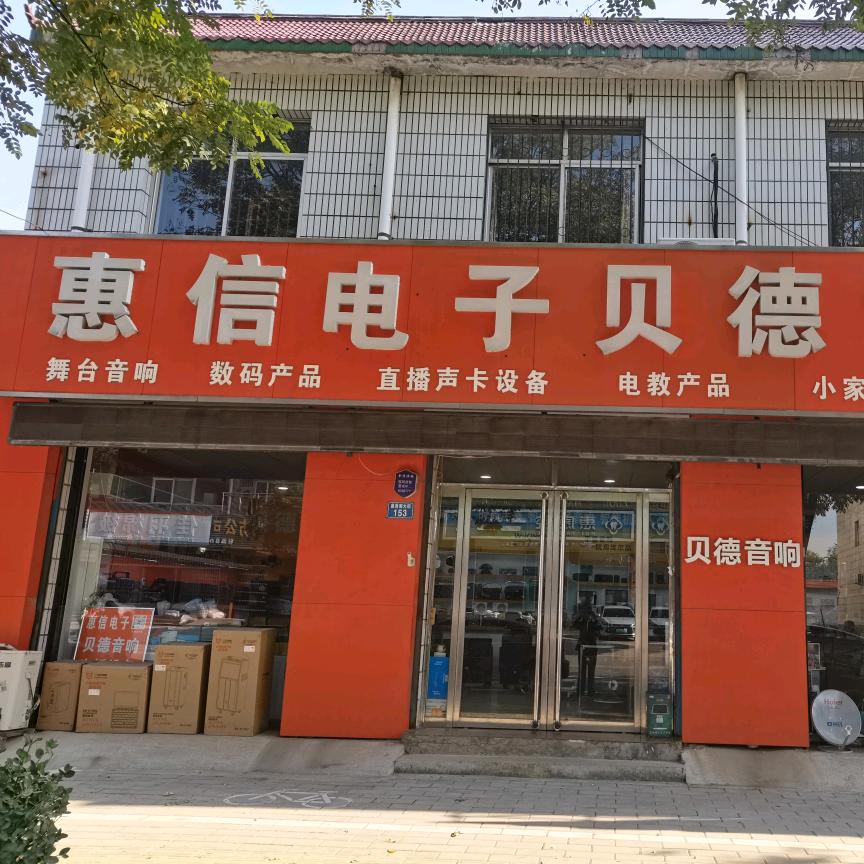 惠信电子贝德
舞台音响 数码产品 直播声卡设备 电教产品 小家
153
贝德音响
惠信电子
贝德音响
Haier